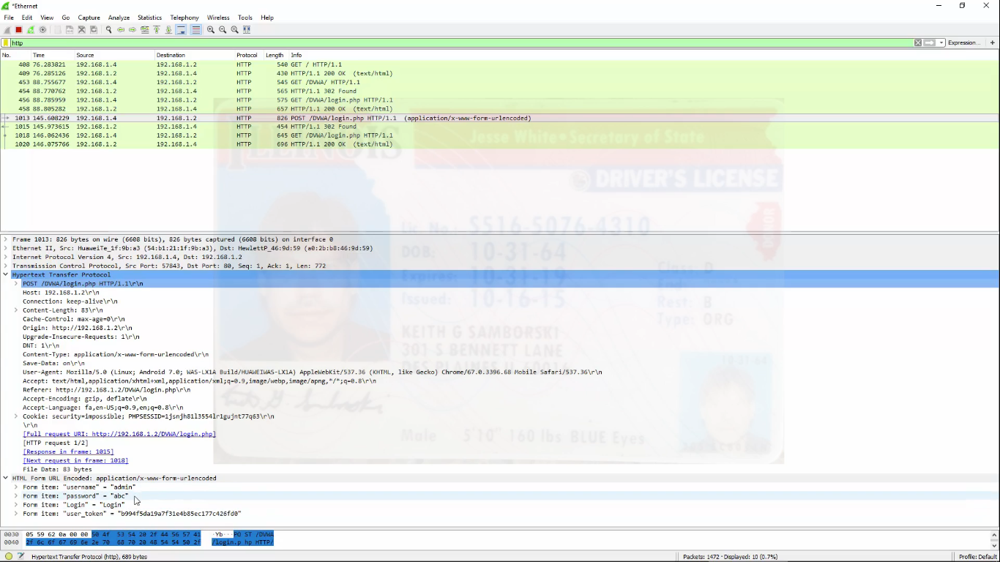 *Ethernet
File Edit View Go Capture Analyze Statistics Telephony Wireless Tools Help
http Expression... +
No. Time Source Destination Protocol Length Info
408 76.283821 192.168.1.4 192.168.1.2 HTTP 540 GET / HTTP/1.1
409 76.285126 192.168.1.2 192.168.1.4 HTTP 430 HTTP/1.1 200 OK (text/html)
453 88.755677 192.168.1.4 192.168.1.2 HTTP 545 GET /DVWA/ HTTP/1.1
454 88.770762 192.168.1.2 192.168.1.4 HTTP 565 HTTP/1.1 302 Found
456 88.785959 192.168.1.4 192.168.1.2 HTTP 575 GET /DVWA/login.php HTTP/1.1
458 88.805282 192.168.1.2 192.168.1.4 HTTP 657 HTTP/1.1 200 OK (text/html)
1013 145.608229 192.168.1.4 192.168.1.2 HTTP 826 POST /DVWA/login.php HTTP/1.1 (application/x-www-form-urlencoded)
1015 145.973615 192.168.1.2 192.168.1.4 HTTP 454 HTTP/1.1 302 Found
1018 146.062436 192.168.1.4 192.168.1.2 HTTP 645 GET /DVWA/login.php HTTP/1.1
1020 146.075766 192.168.1.2 192.168.1.4 HTTP 696 HTTP/1.1 200 OK (text/html)
ILLINOIS
Jesse White•Secretary of State
DRIVER'S LICENSE
Lic. No.: S516-5076-4310
DOB: 10-31-64
Expires: 10-31-19
Issued: 10-16-15
Class: D
End:
Rest: B
Type: ORG
DONOR
KEITH G SAMBORSKI
301 S BENNETT LANE
DES PLAINES IL 60016
10-31-64
Male 5'10" 160 lbs BLUE Eyes
Frame 1013: 826 bytes on wire (6608 bits), 826 bytes captured (6608 bits) on interface 0
Ethernet II, Src: HuaweiTe_1f:9b:a3 (54:b1:21:1f:9b:a3), Dst: HewlettP_46:9d:59 (a0:2b:b8:46:9d:59)
Internet Protocol Version 4, Src: 192.168.1.4, Dst: 192.168.1.2
Transmission Control Protocol, Src Port: 57843, Dst Port: 80, Seq: 1, Ack: 1, Len: 772
Hypertext Transfer Protocol
POST /DVWA/login.php HTTP/1.1\r\n
Host: 192.168.1.2\r\n
Connection: keep-alive\r\n
Content-Length: 83\r\n
Cache-Control: max-age=0\r\n
Origin: http://192.168.1.2\r\n
Upgrade-Insecure-Requests: 1\r\n
DNT: 1\r\n
Content-Type: application/x-www-form-urlencoded\r\n
Save-Data: on\r\n
User-Agent: Mozilla/5.0 (Linux; Android 7.0; WAS-LX1A Build/HUAWEIWAS-LX1A) AppleWebKit/537.36 (KHTML, like Gecko) Chrome/67.0.3396.68 Mobile Safari/537.36\r\n
Accept: text/html,application/xhtml+xml,application/xml;q=0.9,image/webp,image/apng,*/*;q=0.8\r\n
Referer: http://192.168.1.2/DVWA/login.php\r\n
Accept-Encoding: gzip, deflate\r\n
Accept-Language: fa,en-US;q=0.9,en;q=0.8\r\n
Cookie: security=impossible; PHPSESSID=1jsnjh81l3554lr1gujnt77q63\r\n
\r\n
[Full request URI: http://192.168.1.2/DVWA/login.php]
[HTTP request 1/2]
[Response in frame: 1015]
[Next request in frame: 1018]
File Data: 83 bytes
HTML Form URL Encoded: application/x-www-form-urlencoded
Form item: "username" = "admin"
Form item: "password" = "abc"
Form item: "Login" = "Login"
Form item: "user_token" = "b994f5da19a7f31e4b85ec177c426fd0"
0030 05 59 62 0a 00 00 50 4f 53 54 20 2f 44 56 57 41 ·Yb···PO ST /DVWA
0040 2f 6c 6f 67 69 6e 2e 70 68 70 20 48 54 54 50 2f /login.p hp HTTP/
Hypertext Transfer Protocol (http), 689 bytes Packets: 1472 · Displayed: 10 (0.7%) Profile: Default